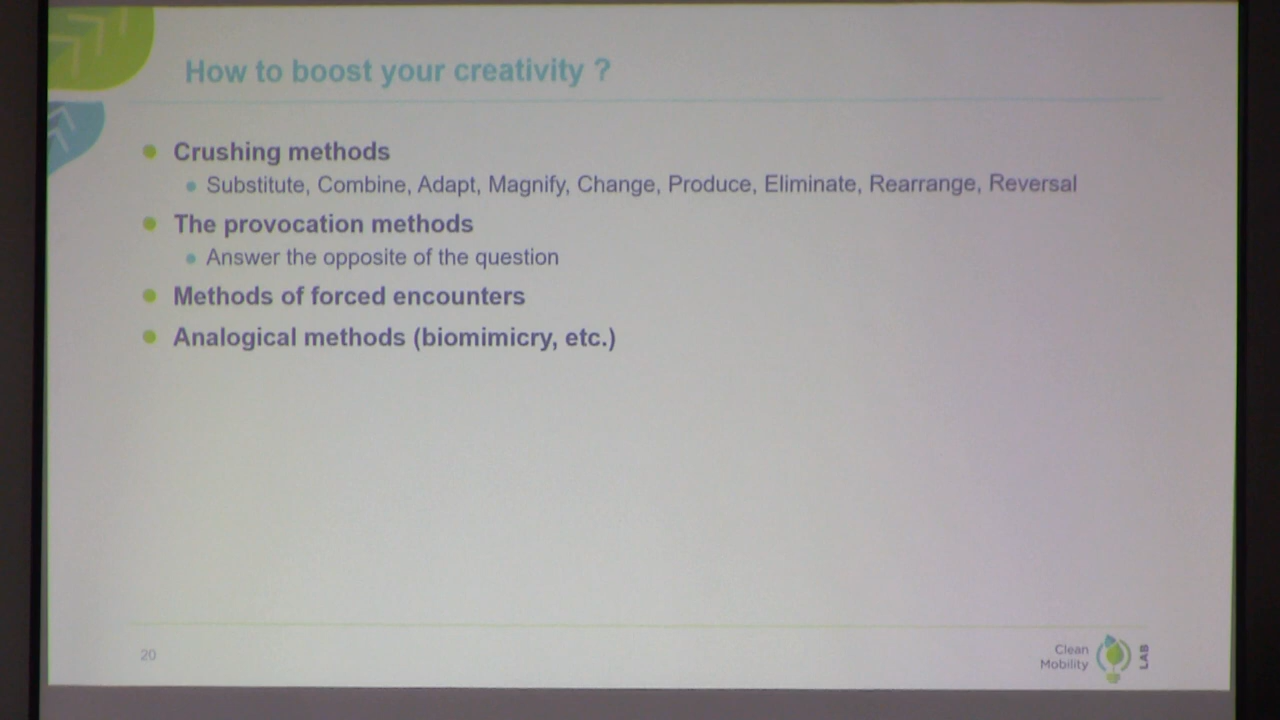 How to boost your creativity ?
Crushing methods
Substitute, Combine, Adapt, Magnify, Change, Produce, Eliminate, Rearrange, Reversal
The provocation methods
Answer the opposite of the question
Methods of forced encounters
Analogical methods (biomimicry, etc.)
20
Clean
Mobility
LAB